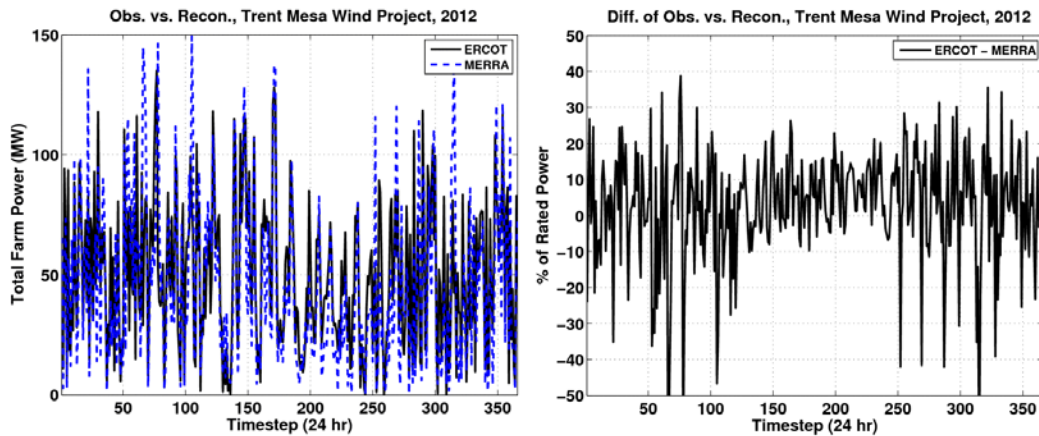 Obs. vs. Recon., Trent Mesa Wind Project, 2012
150
100
50
0
Total Farm Power (MW)
ERCOT
MERRA
50 100 150 200 250 300 350
Timestep (24 hr)
Diff. of Obs. vs. Recon., Trent Mesa Wind Project, 2012
50
40
30
20
10
0
−10
−20
−30
−40
−50
% of Rated Power
ERCOT − MERRA
50 100 150 200 250 300 350
Timestep (24 hr)